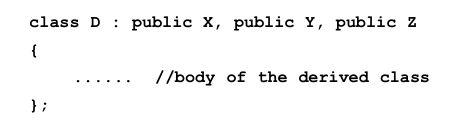 class D : public X, public Y, public Z
{
...... //body of the derived class
};